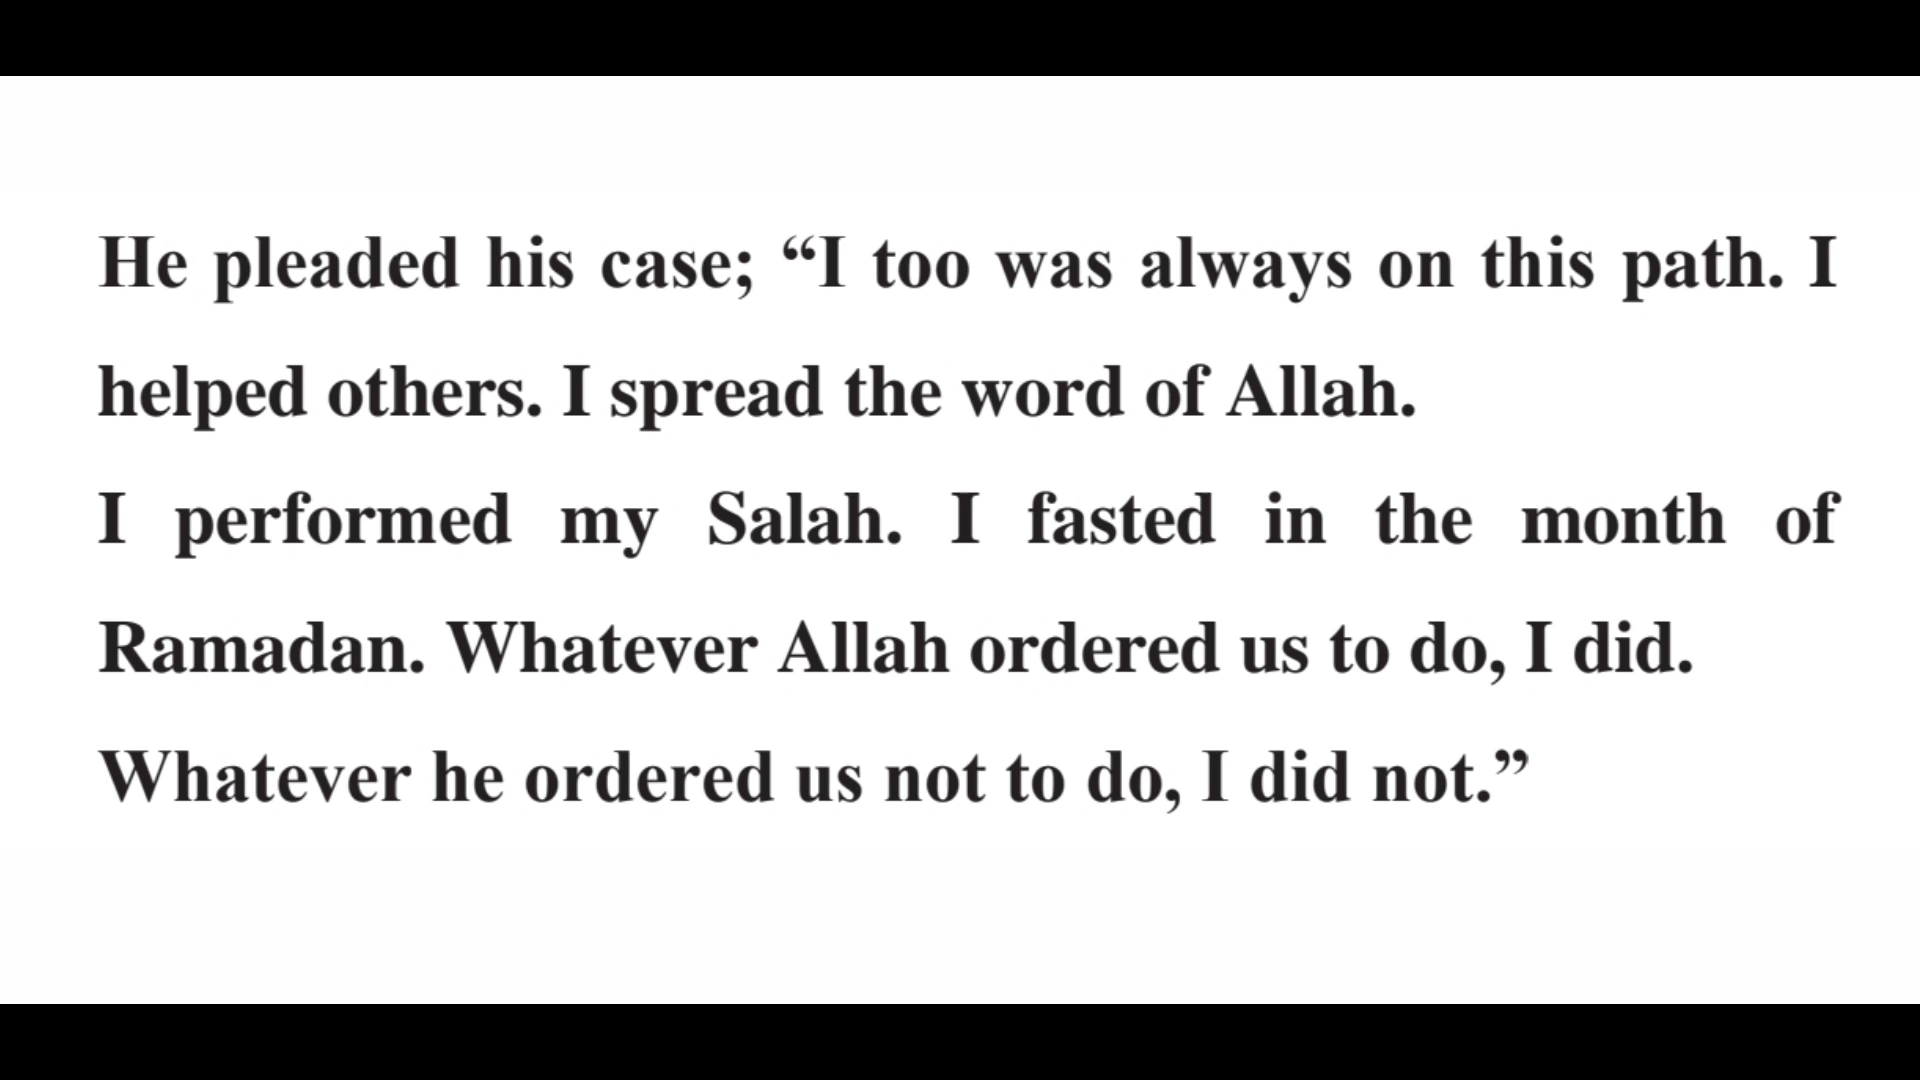 He pleaded his case; “I too was always on this path. I
helped others. I spread the word of Allah.
I performed my Salah. I fasted in the month of
Ramadan. Whatever Allah ordered us to do, I did.
Whatever he ordered us not to do, I did not.”